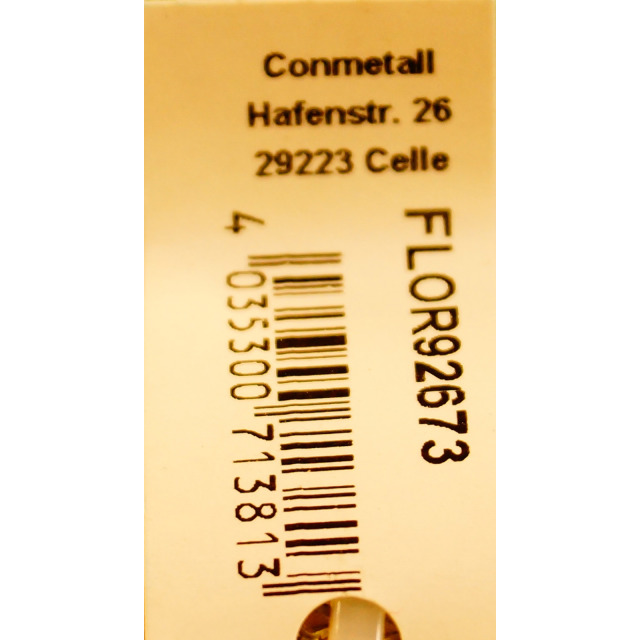 Conmetall
Hafenstr. 26
29223 Celle
FLOR92673
4 035300 713813